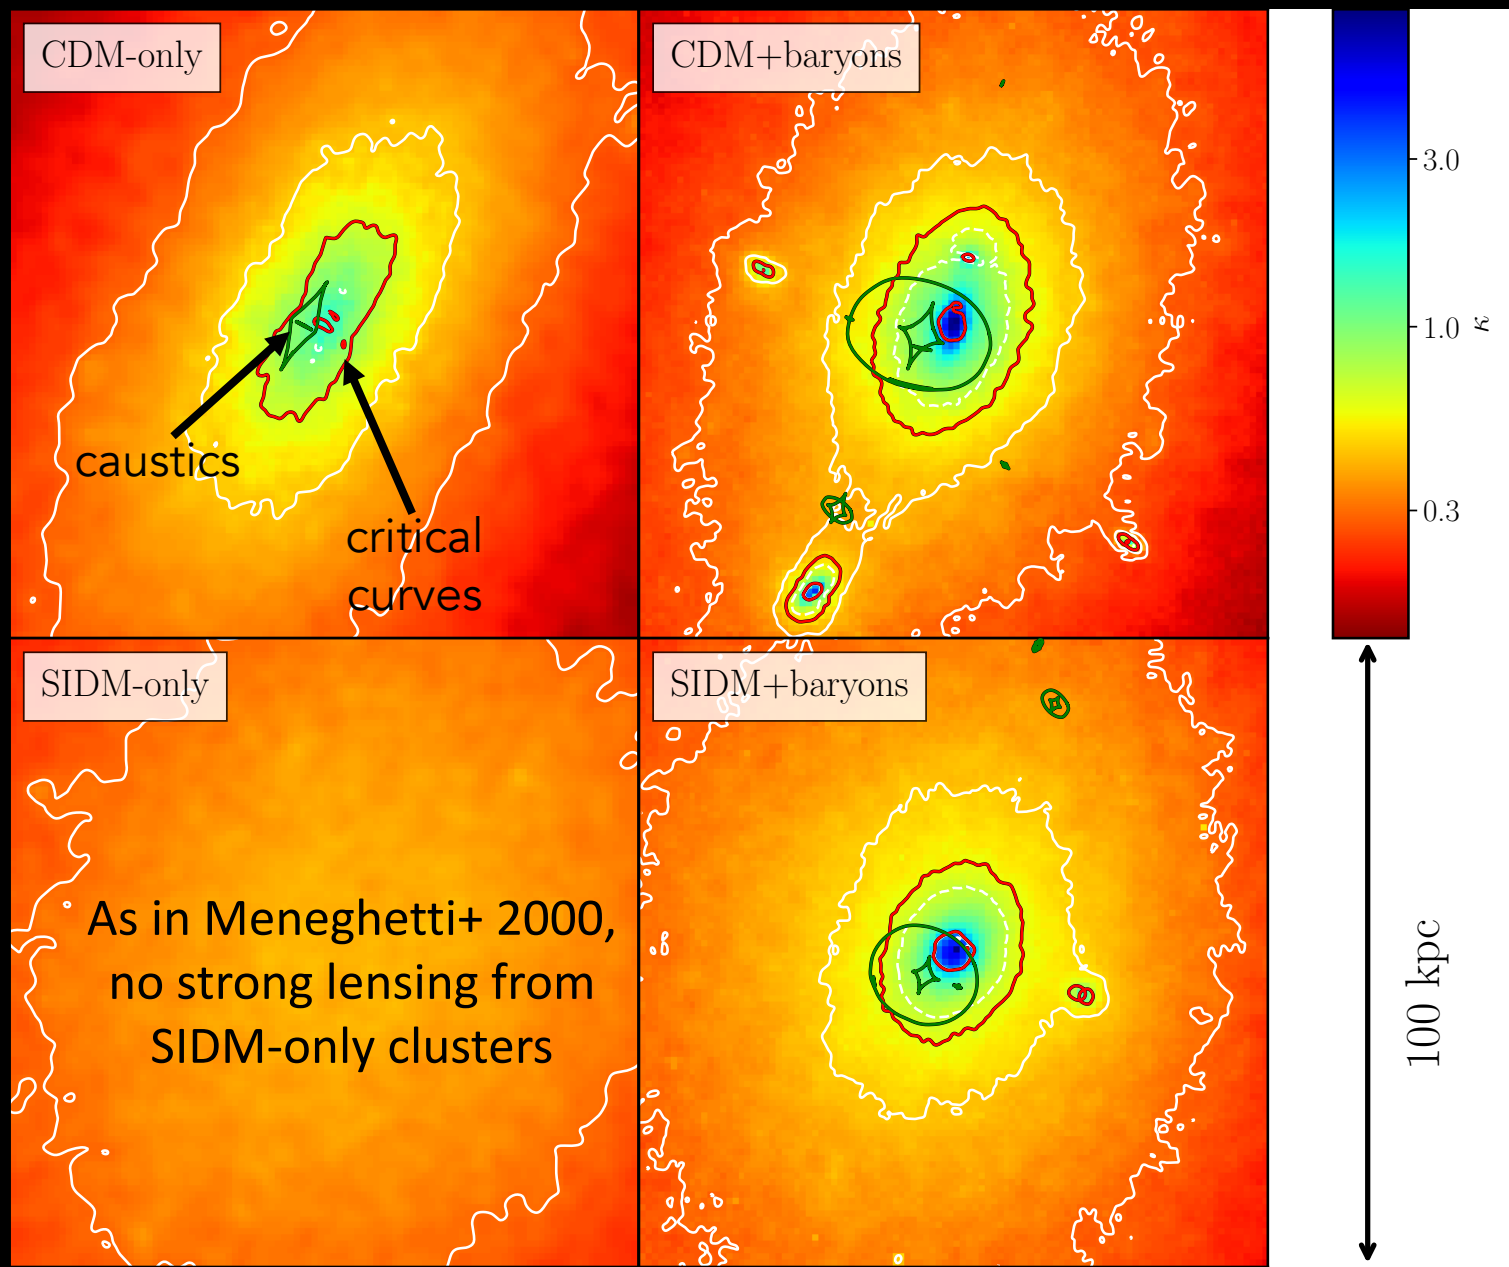 CDM-only
CDM+baryons
caustics
critical
curves
3.0
1.0
κ
0.3
SIDM-only
SIDM+baryons
As in Meneghetti+ 2000,
no strong lensing from
SIDM-only clusters
100 kpc